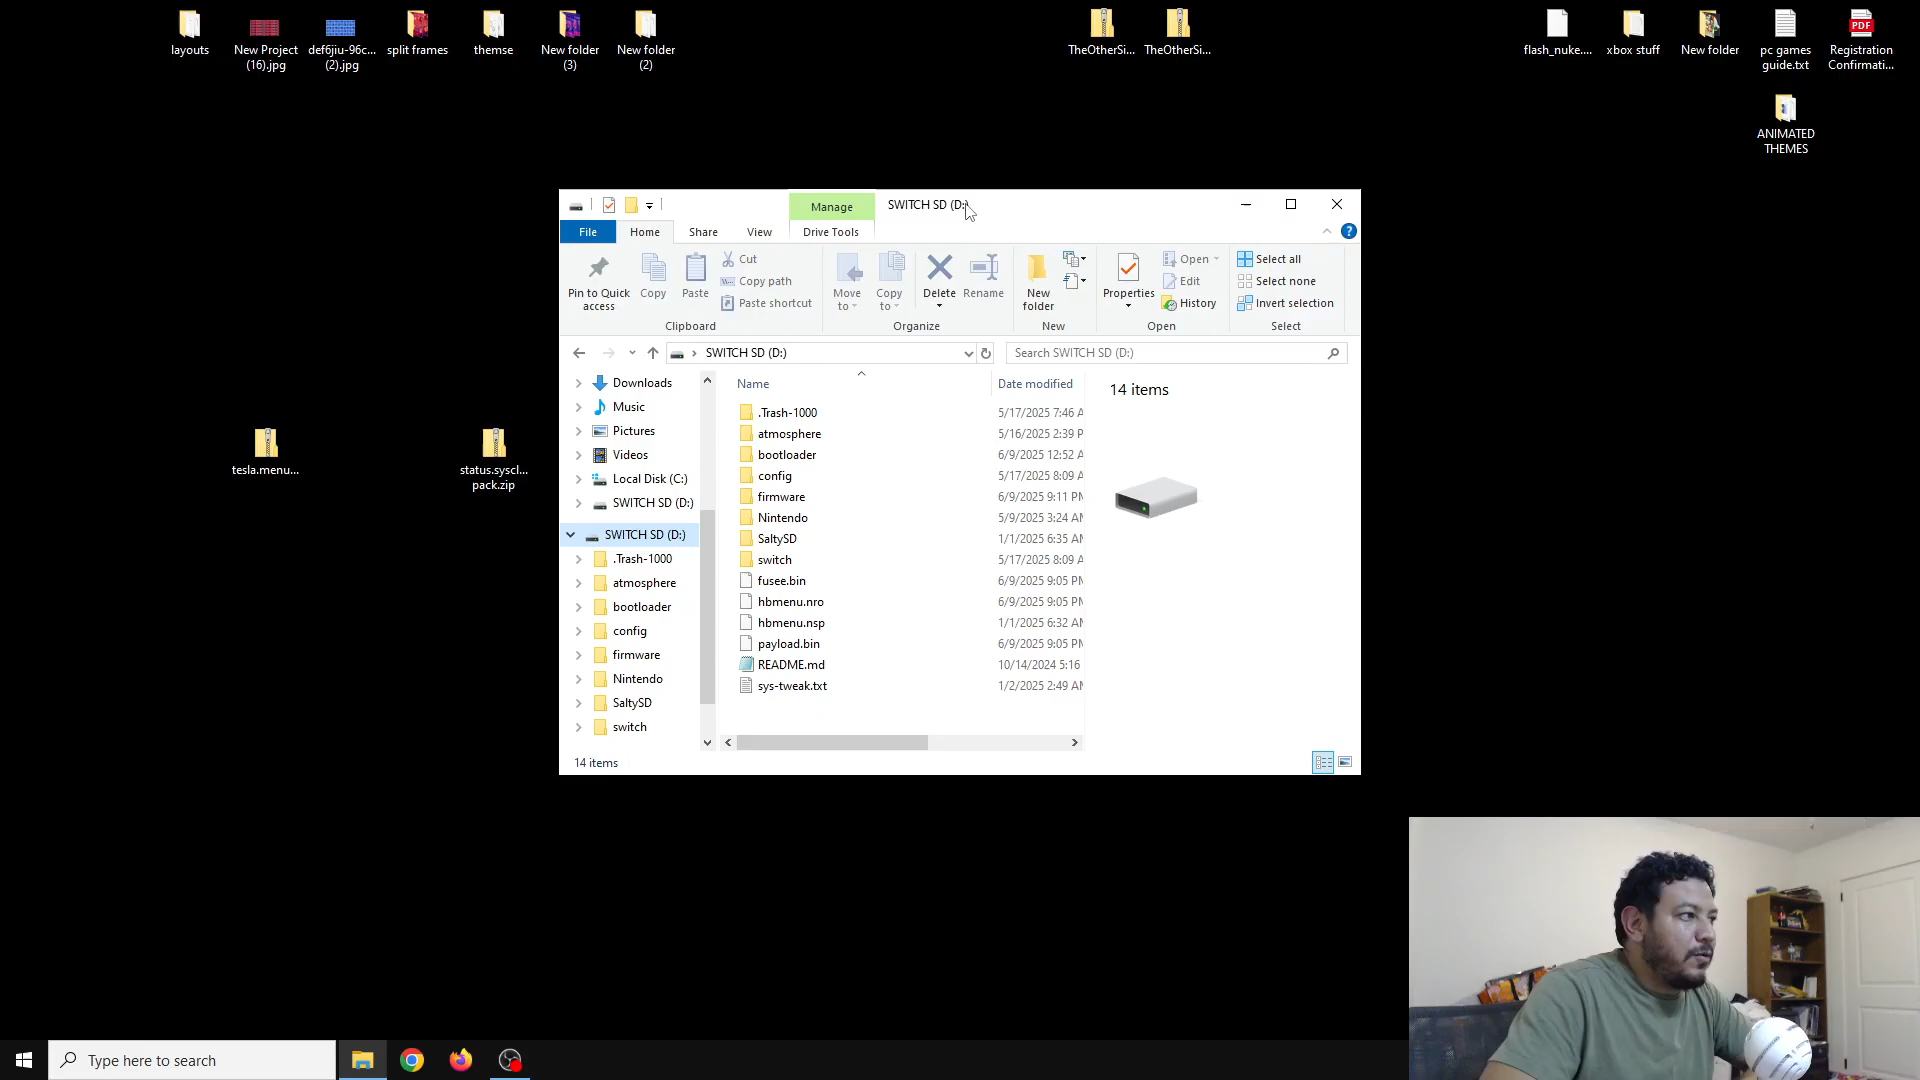 layouts
New Project (16).jpg
def6jiu-96c... (2).jpg
split frames
themse
New folder (3)
New folder (2)
TheOtherSi...
TheOtherSi...
flash_nuke....
xbox stuff
New folder
pc games guide.txt
PDF
Registration Confirmati...
ANIMATED THEMES
tesla.menu...
status.syscl... pack.zip
Manage
SWITCH SD (D:)
File
Home
Share
View
Drive Tools
Pin to Quick access
Copy
Paste
Cut
Copy path
Paste shortcut
Clipboard
Move to
Copy to
Delete
Rename
Organize
New folder
New
Properties
Open
Edit
History
Open
Select all
Select none
Invert selection
Select
SWITCH SD (D:)
Search SWITCH SD (D:)
Downloads
Music
Pictures
Videos
Local Disk (C:)
SWITCH SD (D:)
SWITCH SD (D:)
.Trash-1000
atmosphere
bootloader
config
firmware
Nintendo
SaltySD
switch
Name
Date modified
.Trash-1000 5/17/2025 7:46 A
atmosphere 5/16/2025 2:39 P
bootloader 6/9/2025 12:52 A
config 5/17/2025 8:09 A
firmware 6/9/2025 9:11 PM
Nintendo 5/9/2025 3:24 AM
SaltySD 1/1/2025 6:35 AM
switch 5/17/2025 8:09 A
fusee.bin 6/9/2025 9:05 PM
hbmenu.nro 6/9/2025 9:05 PM
hbmenu.nsp 1/1/2025 6:32 AM
payload.bin 6/9/2025 9:05 PM
README.md 10/14/2024 5:16
sys-tweak.txt 1/2/2025 2:49 AM
14 items
14 items
Type here to search